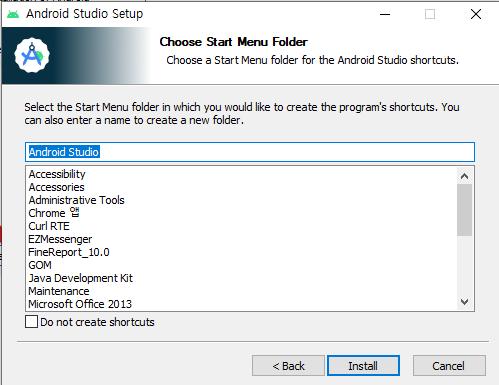 Android Studio Setup
Choose Start Menu Folder
Choose a Start Menu folder for the Android Studio shortcuts.
Select the Start Menu folder in which you would like to create the program's shortcuts. You
can also enter a name to create a new folder.
Android Studio
Accessibility
Accessories
Administrative Tools
Chrome 앱
Curl RTE
EZMessenger
FineReport_10.0
GOM
Java Development Kit
Maintenance
Microsoft Office 2013
Do not create shortcuts
< Back
Install
Cancel